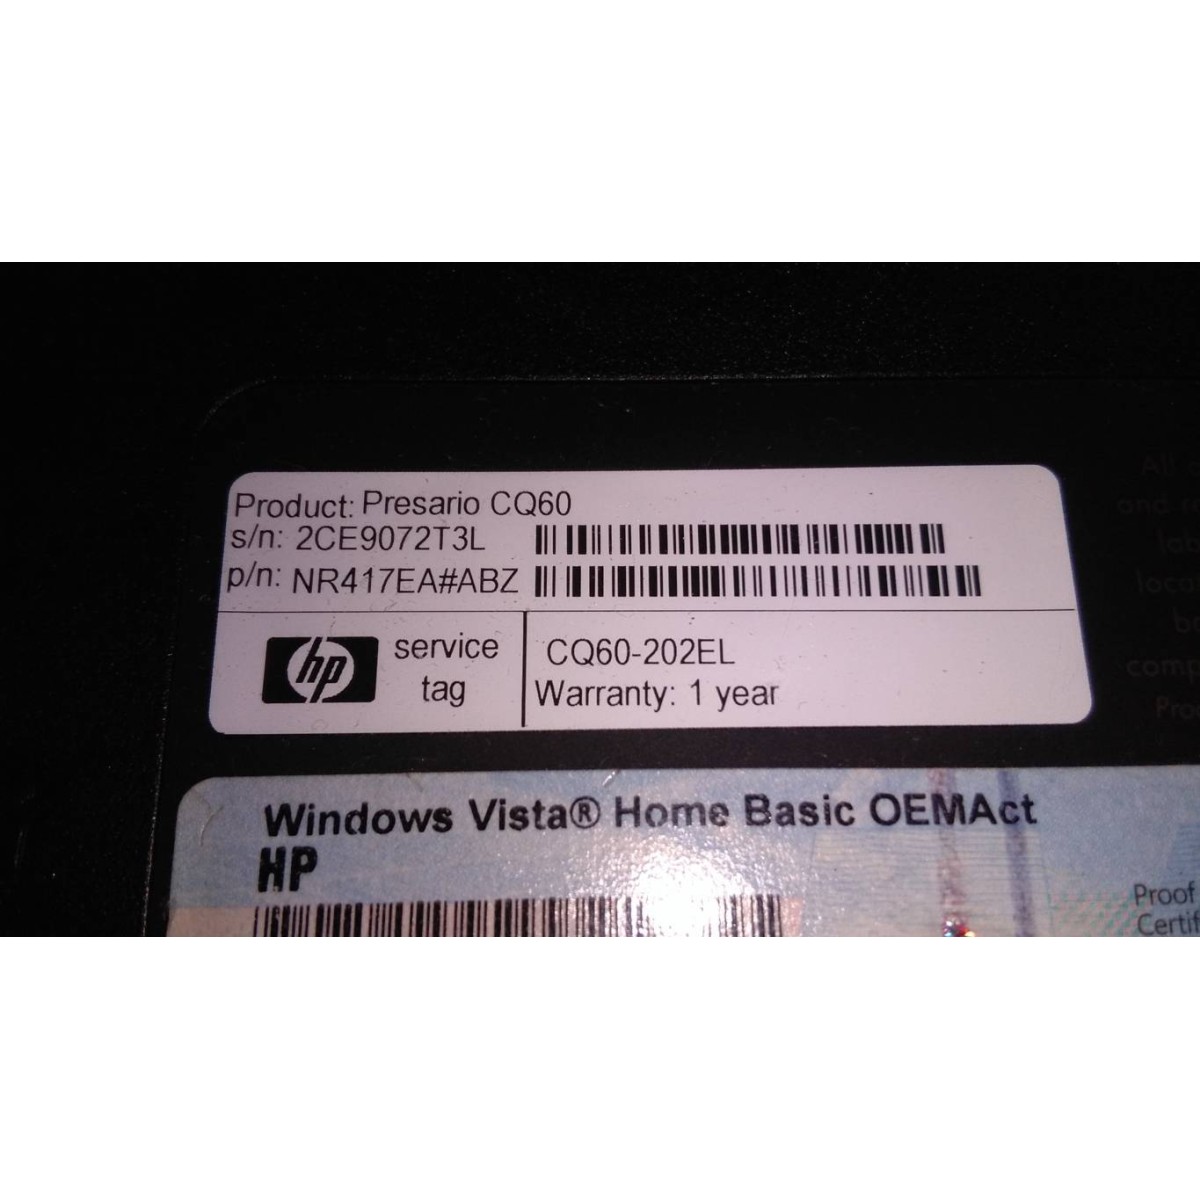 Product: Presario CQ60
s/n: 2CE9072T3L
p/n: NR417EA#ABZ
hp
service
tag
CQ60-202EL
Warranty: 1 year
Windows Vista® Home Basic OEMAct
HP
Proof